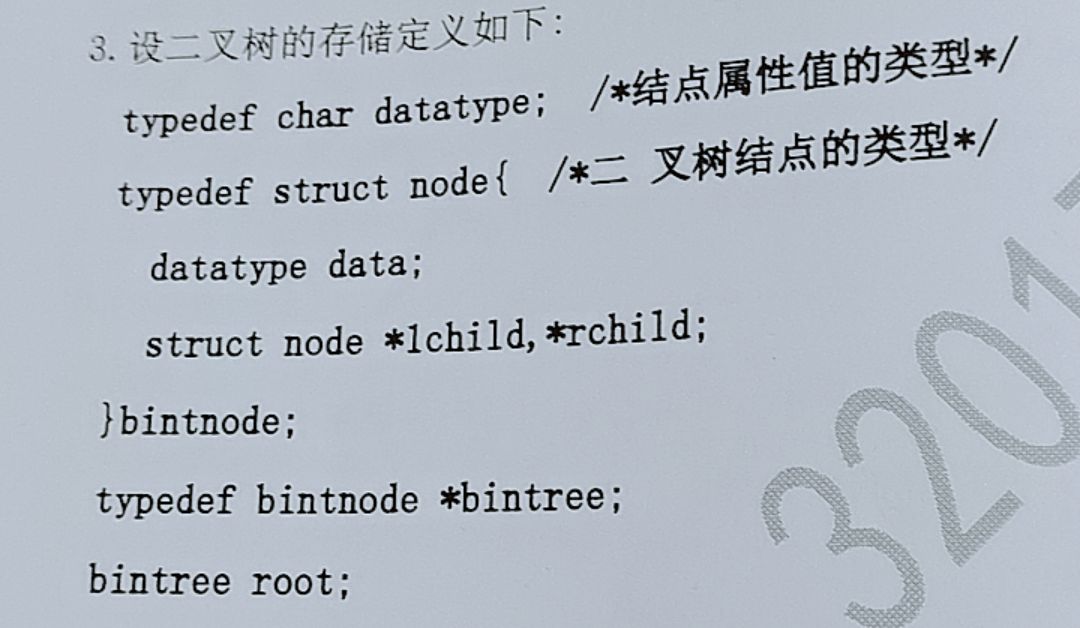 3. 设二叉树的存储定义如下：
typedef char datatype; /*结点属性值的类型*/
typedef struct node{ /*二 叉树结点的类型*/
datatype data;
struct node *lchild,*rchild;
}bintnode;
typedef bintnode *bintree;
bintree root;
3201